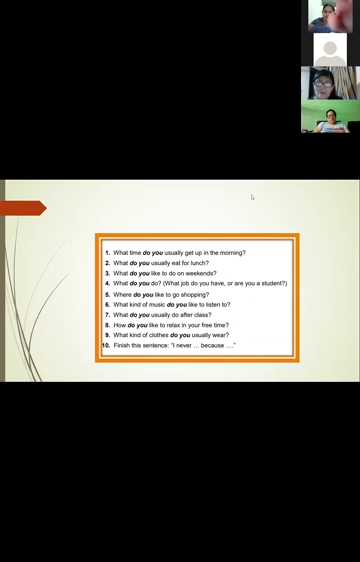 1. What time do you usually get up in the morning?
2. What do you usually eat for lunch?
3. What do you like to do on weekends?
4. What do you do? (What job do you have, or are you a student?)
5. Where do you like to go shopping?
6. What kind of music do you like to listen to?
7. What do you usually do after class?
8. How do you like to relax in your free time?
9. What kind of clothes do you usually wear?
10. Finish this sentence: "I never … because …."